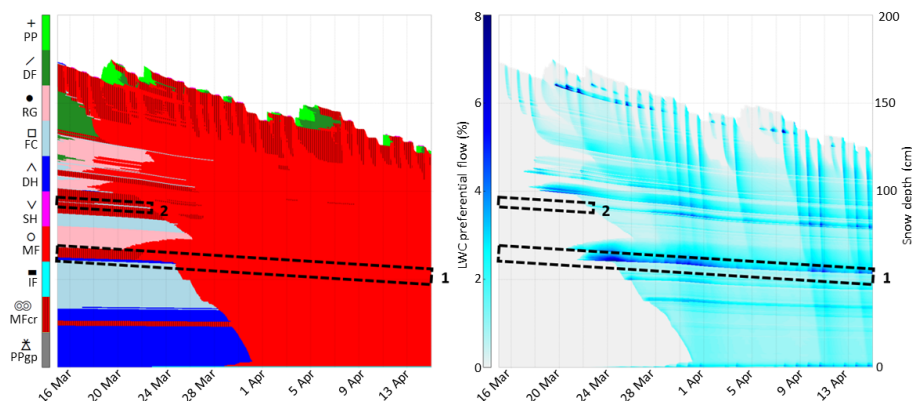 +
PP
/
DF
●
RG
□
FC
∧
DH
∨
SH
○
MF
▬
IF
MFcr
PPgp
2
1
16 Mar
20 Mar
24 Mar
28 Mar
1 Apr
5 Apr
9 Apr
13 Apr
8
6
4
2
0
LWC preferential flow (%)
2
1
200
150
100
50
0
Snow depth (cm)
16 Mar
20 Mar
24 Mar
28 Mar
1 Apr
5 Apr
9 Apr
13 Apr